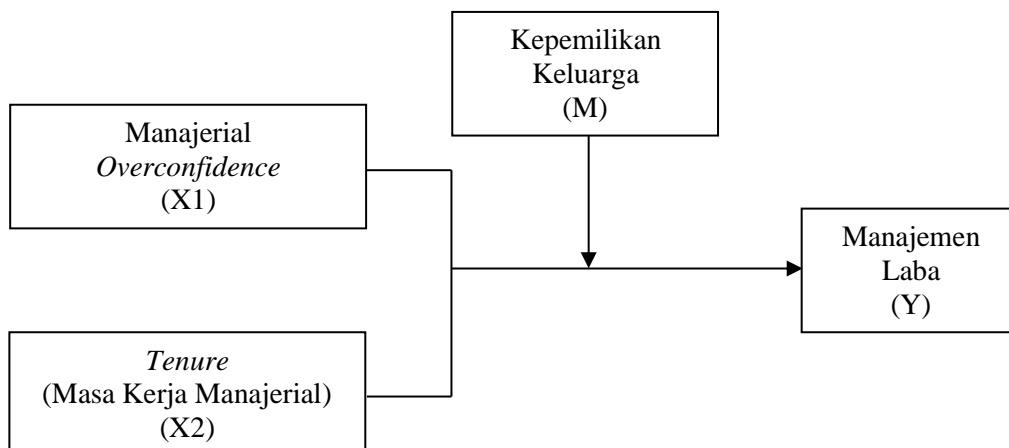 Kepemilikan
Keluarga
(M)
Manajerial
Overconfidence
(X1)
Manajemen
Laba
(Y)
Tenure
(Masa Kerja Manajerial)
(X2)